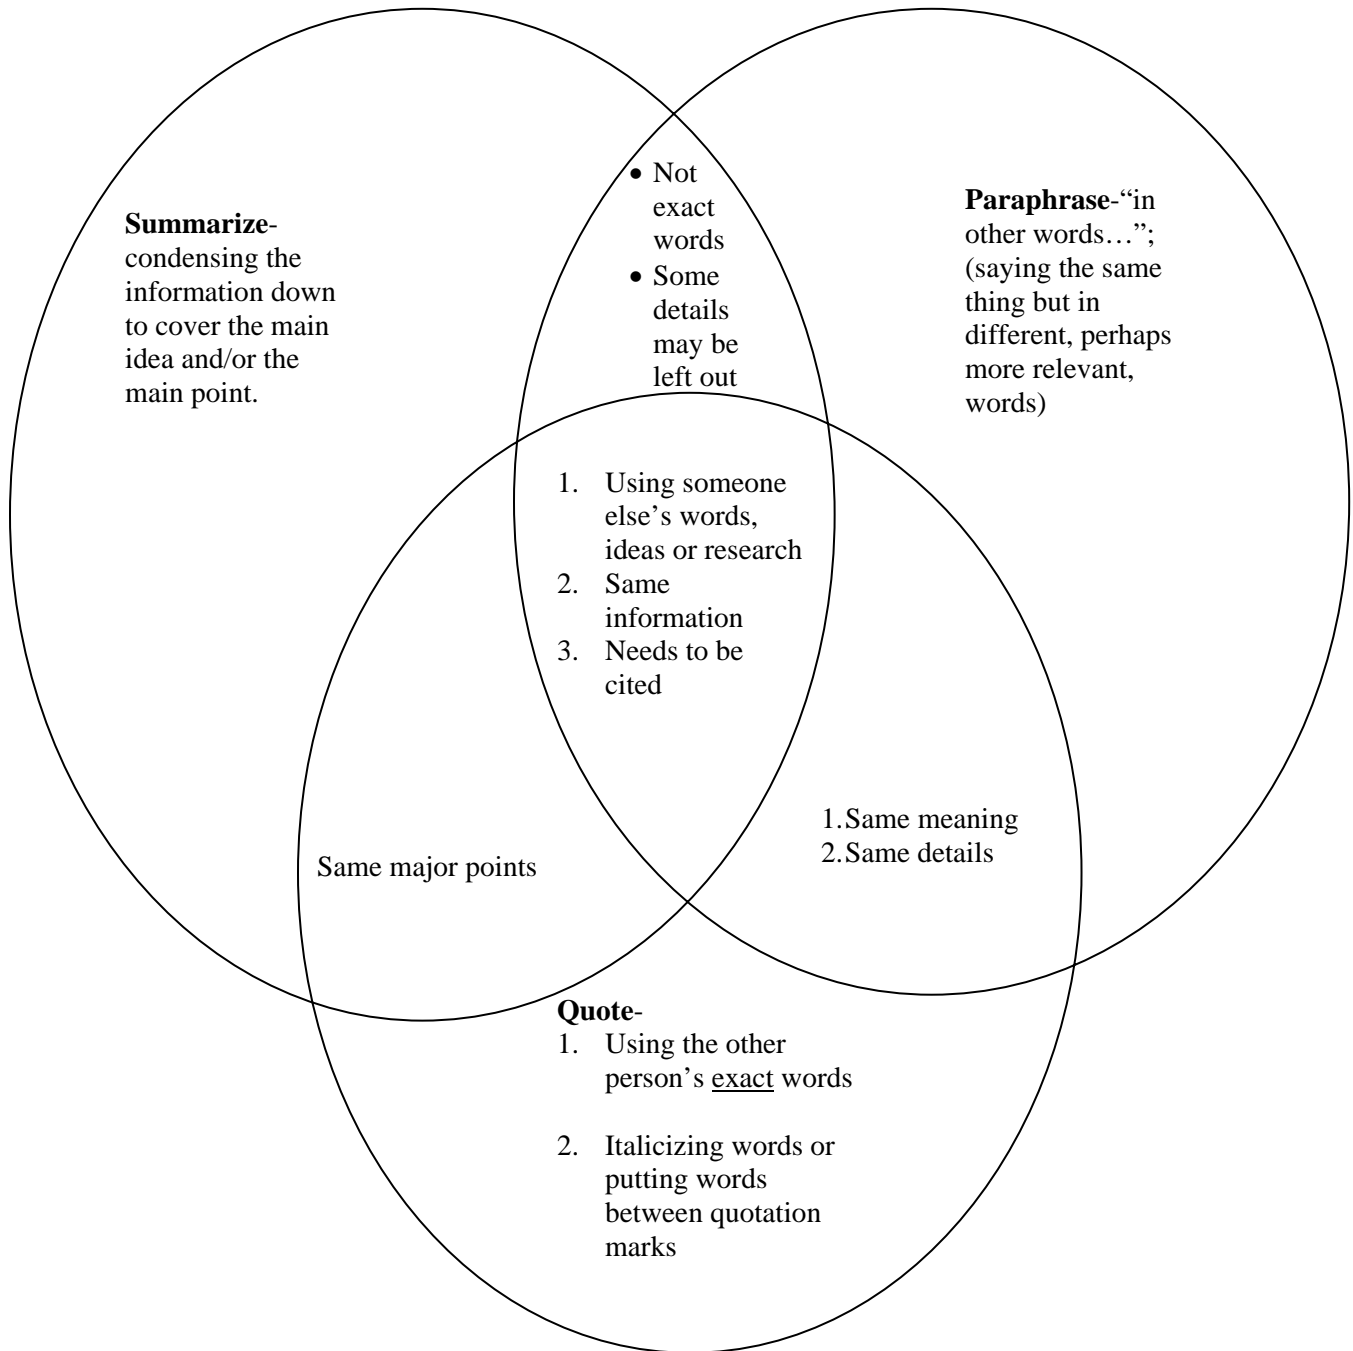 Summarize-
condensing the
information down
to cover the main
idea and/or the
main point.
• Not
exact
words
• Some
details
may be
left out
Paraphrase-“in
other words…”;
(saying the same
thing but in
different, perhaps
more relevant,
words)
1. Using someone
else’s words,
ideas or research
2. Same
information
3. Needs to be
cited
Same major points
1.Same meaning
2.Same details
Quote-
1. Using the other
person’s exact words
2. Italicizing words or
putting words
between quotation
marks